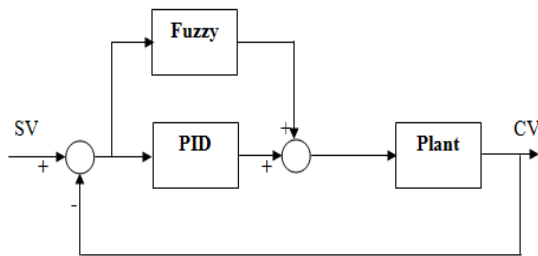 Fuzzy
+
SV
PID
Plant
CV
+
+
-